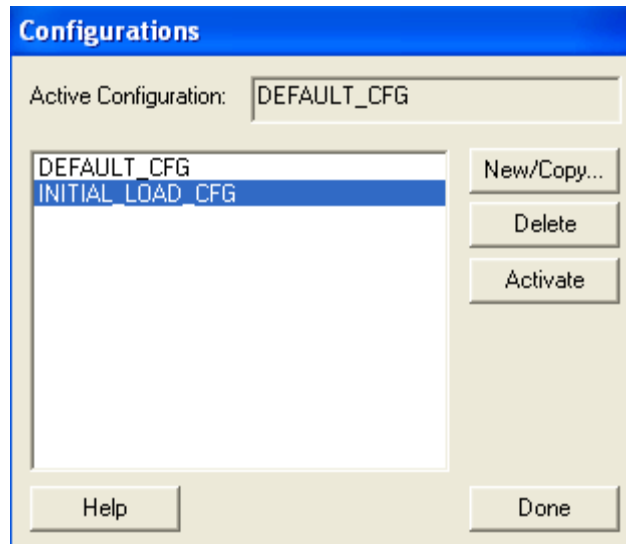 Configurations
Active Configuration: DEFAULT_CFG
DEFAULT_CFG
INITIAL_LOAD_CFG
New/Copy...
Delete
Activate
Help
Done